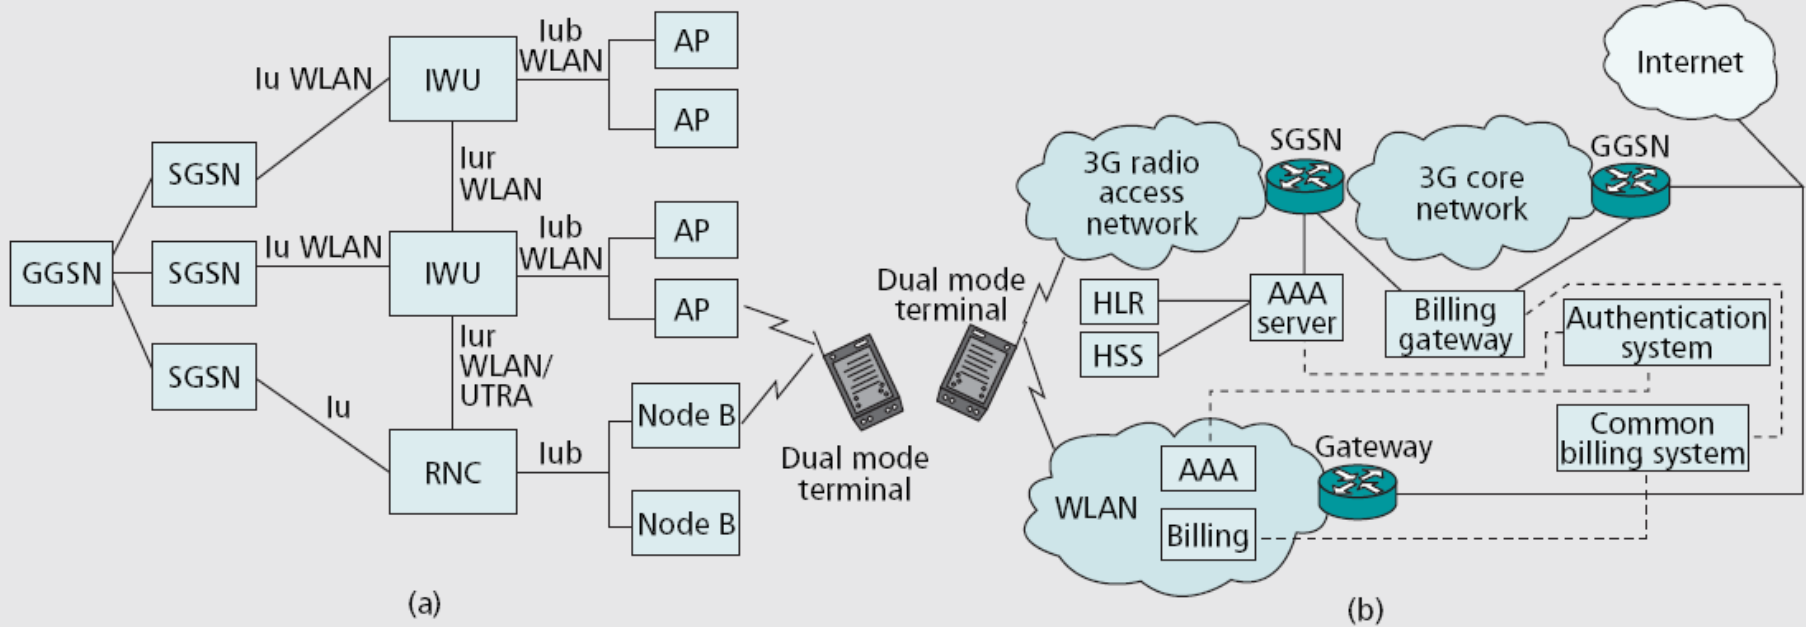 Iub
WLAN
AP
Iu WLAN
IWU
AP
SGSN
Iur
WLAN
AP
Iub
WLAN
Iu WLAN
GGSN
SGSN
IWU
AP
Iur
WLAN/
UTRA
SGSN
Iu
Node B
Iub
RNC
Node B
Dual mode
terminal
(a)
Internet
SGSN
GGSN
3G radio
access
network
3G core
network
Dual mode
terminal
HLR
HSS
AAA
server
Billing
gateway
Authentication
system
Common
billing system
Gateway
AAA
WLAN
Billing
(b)